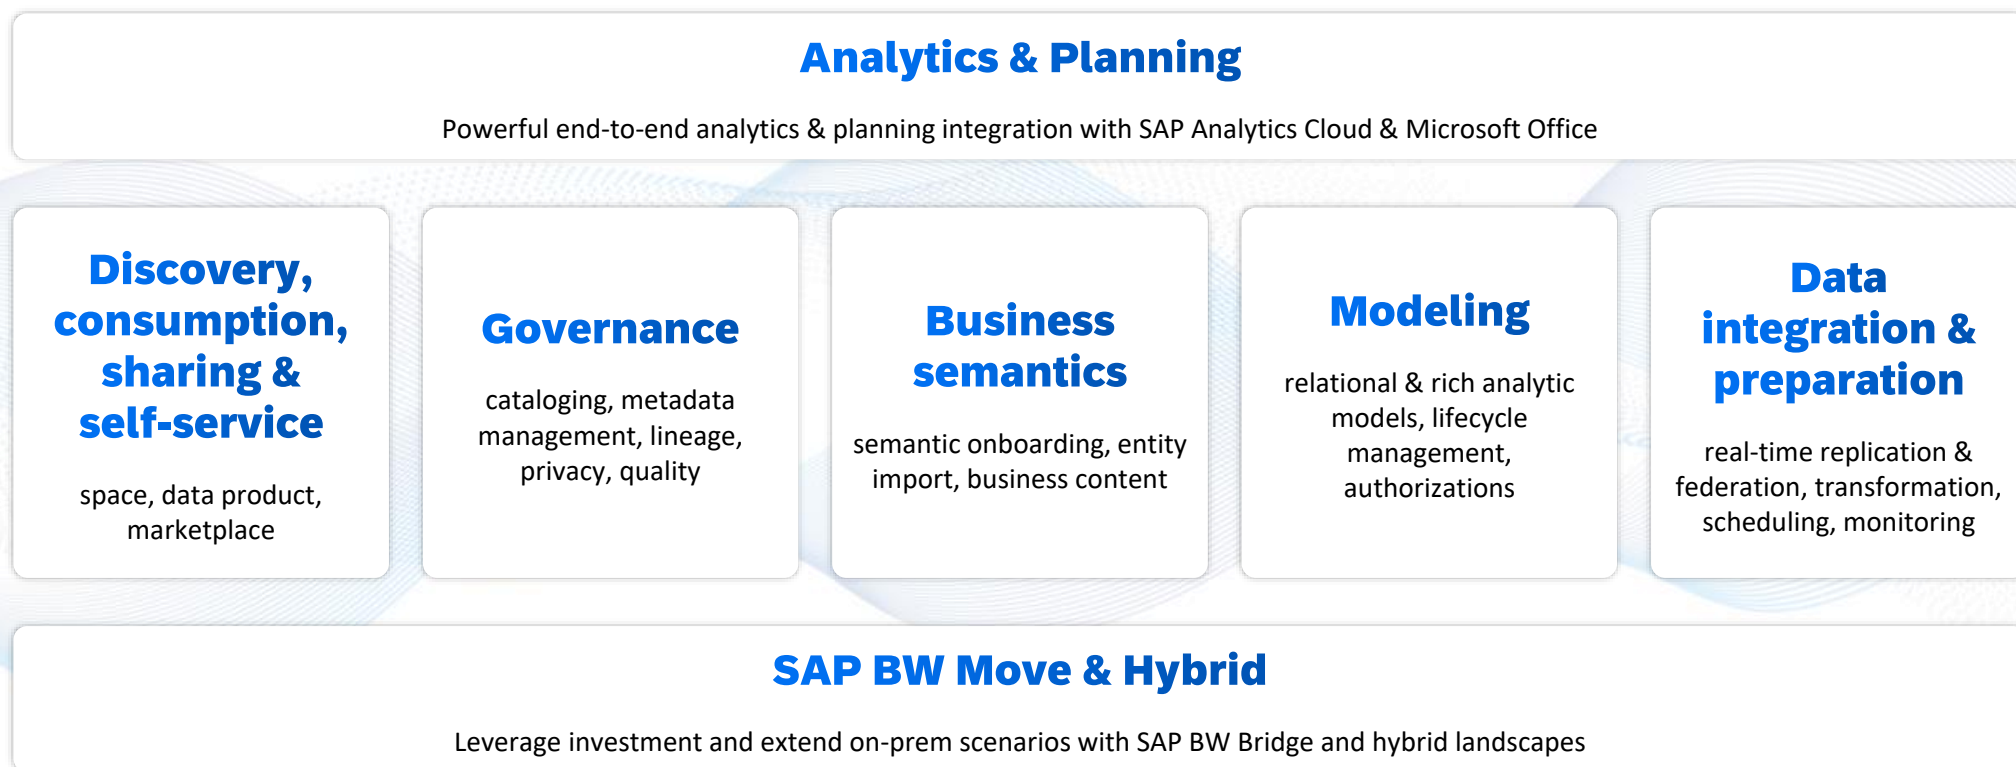 Analytics & Planning
Powerful end-to-end analytics & planning integration with SAP Analytics Cloud & Microsoft Office
Discovery,
consumption,
sharing &
self-service
space, data product,
marketplace
Governance
cataloging, metadata
management, lineage,
privacy, quality
Business
semantics
semantic onboarding, entity
import, business content
Modeling
relational & rich analytic
models, lifecycle
management,
authorizations
Data
integration &
preparation
real-time replication &
federation, transformation,
scheduling, monitoring
SAP BW Move & Hybrid
Leverage investment and extend on-prem scenarios with SAP BW Bridge and hybrid landscapes